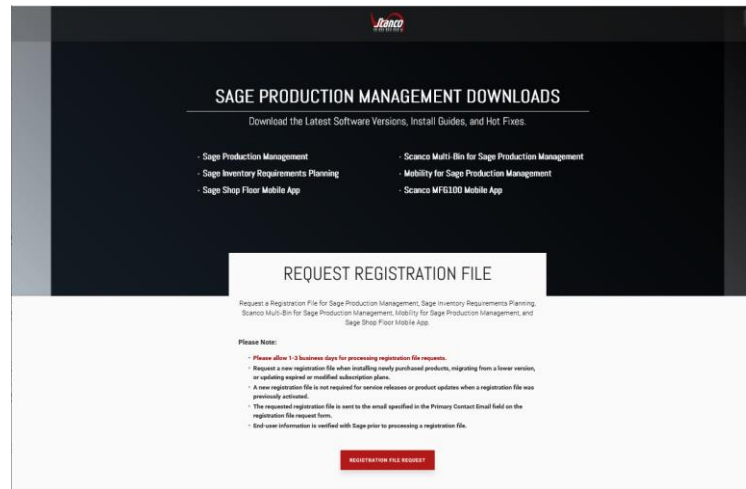 Scanco
SAGE PRODUCTION MANAGEMENT DOWNLOADS
Download the Latest Software Versions, Install Guides, and Hot Fixes.
· Sage Production Management
· Sage Inventory Requirements Planning
· Sage Shop Floor Mobile App
· Scanco Multi-Bin for Sage Production Management
· Mobility for Sage Production Management
· Scanco MFG100 Mobile App
REQUEST REGISTRATION FILE
Request a Registration File for Sage Production Management, Sage Inventory Requirements Planning,
Scanco Multi-Bin for Sage Production Management, Mobility for Sage Production Management, and
Sage Shop Floor Mobile App.
Please Note:
· Please allow 1-3 business days for processing registration file requests.
· Request a new registration file when installing newly purchased products, migrating from a lower version,
or updating expired or modified subscription plans.
· A new registration file is not required for service releases or product updates when a registration file was
previously activated.
· The requested registration file is sent to the email specified in the Primary Contact Email field on the
registration file request form.
· End-user information is verified with Sage prior to processing a registration file.
REGISTRATION FILE REQUEST